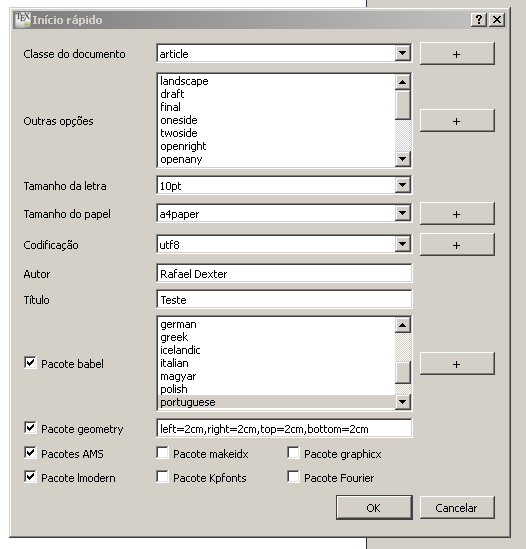 TEX Início rápido
Classe do documento article +
Outras opções landscape
draft
final
oneside
twoside
openright
openany
+
Tamanho da letra 10pt
Tamanho do papel a4paper +
Codificação utf8 +
Autor Rafael Dexter
Título Teste
Pacote babel german
greek
icelandic
italian
magyar
polish
portuguese
+
Pacote geometry left=2cm,right=2cm,top=2cm,bottom=2cm
Pacotes AMS Pacote makeidx Pacote graphicx
Pacote lmodern Pacote Kpfonts Pacote Fourier
OK Cancelar